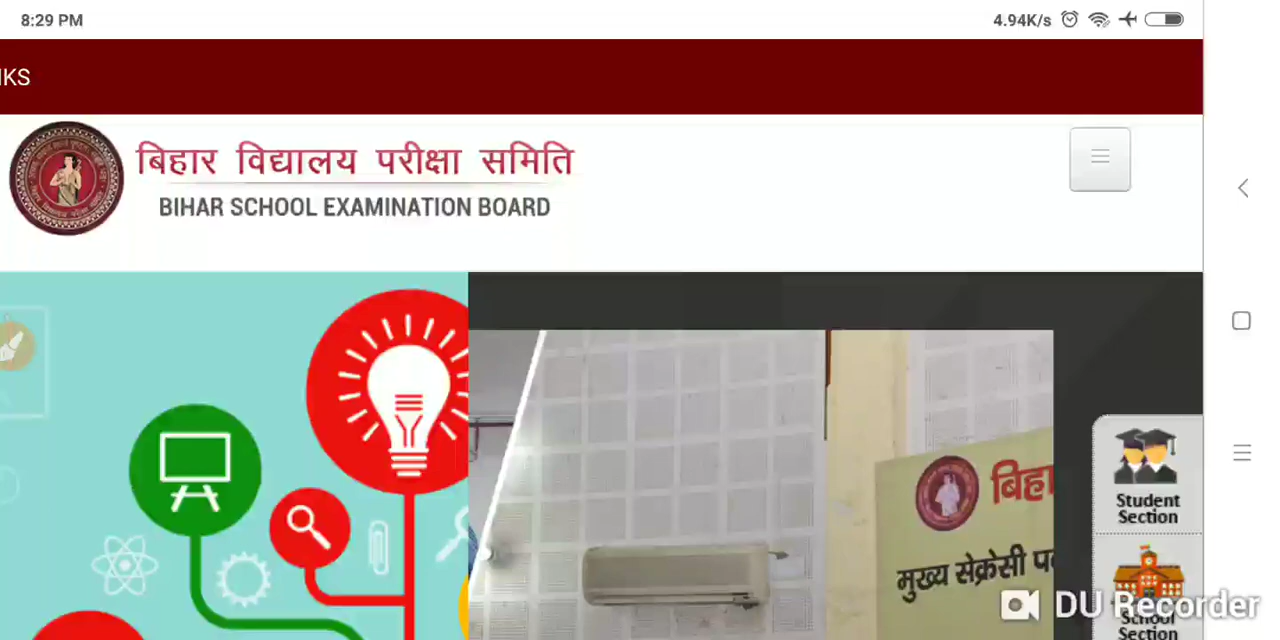 8:29 PM
4.94K/s
KS
बिहार विद्यालय परीक्षा समिति
BIHAR SCHOOL EXAMINATION BOARD
बिहा
मुख्य सेक्रेसी
Student
Section
School
Section
DU Recorder